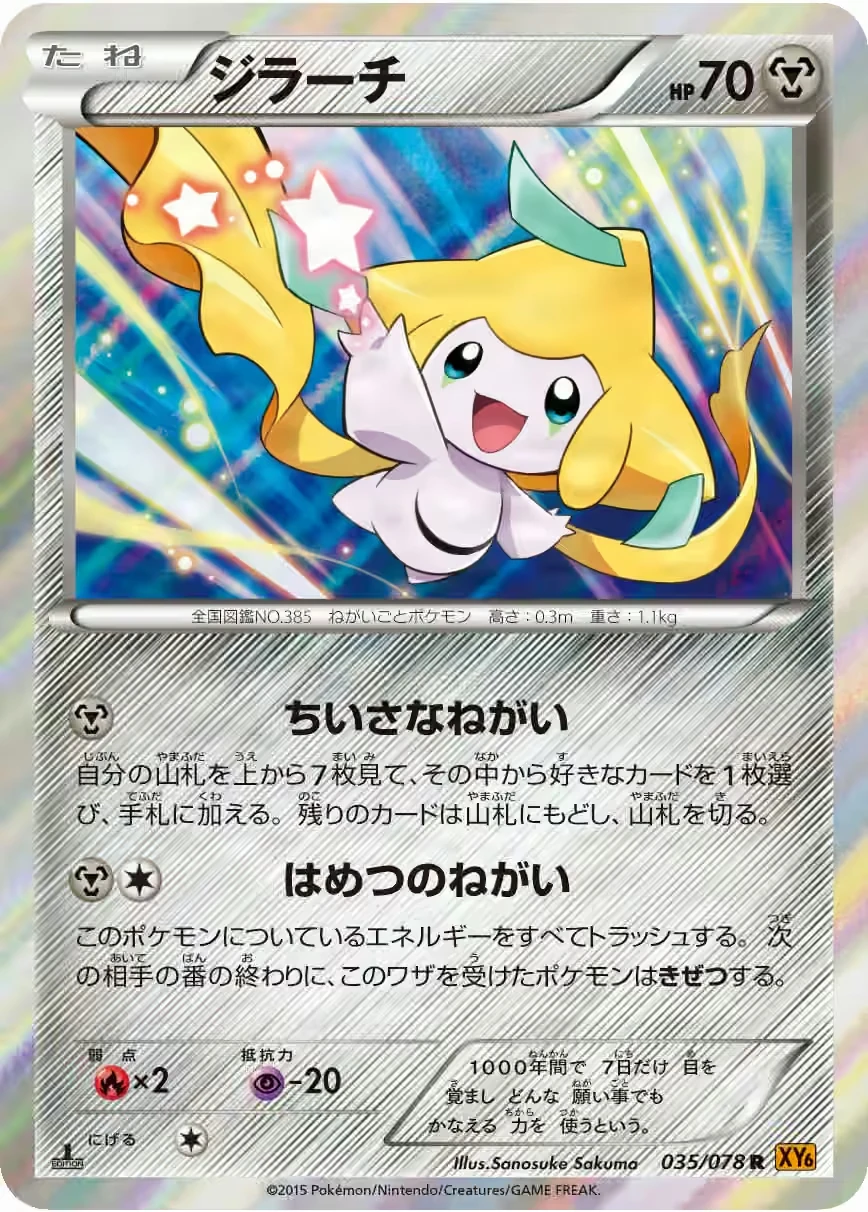 たね ジラーチ HP70
全国図鑑NO.385 ねがいごとポケモン 高さ：0.3m 重さ：1.1kg
ちいさなねがい
自分の山札を上から7枚見て、その中から好きなカードを1枚選
び、手札に加える。残りのカードは山札にもどし、山札を切る。
はめつのねがい
このポケモンについているエネルギーをすべてトラッシュする。次
の相手の番の終わりに、このワザを受けたポケモンはきぜつする。
弱点 抵抗力
×2 -20
にげる
1000年間で 7日だけ 目を
覚まし どんな 願い事でも
かなえる 力を 使うという。
1 EDITION
Illus.Sanosuke Sakuma 035/078 R XY6
©2015 Pokémon/Nintendo/Creatures/GAME FREAK.